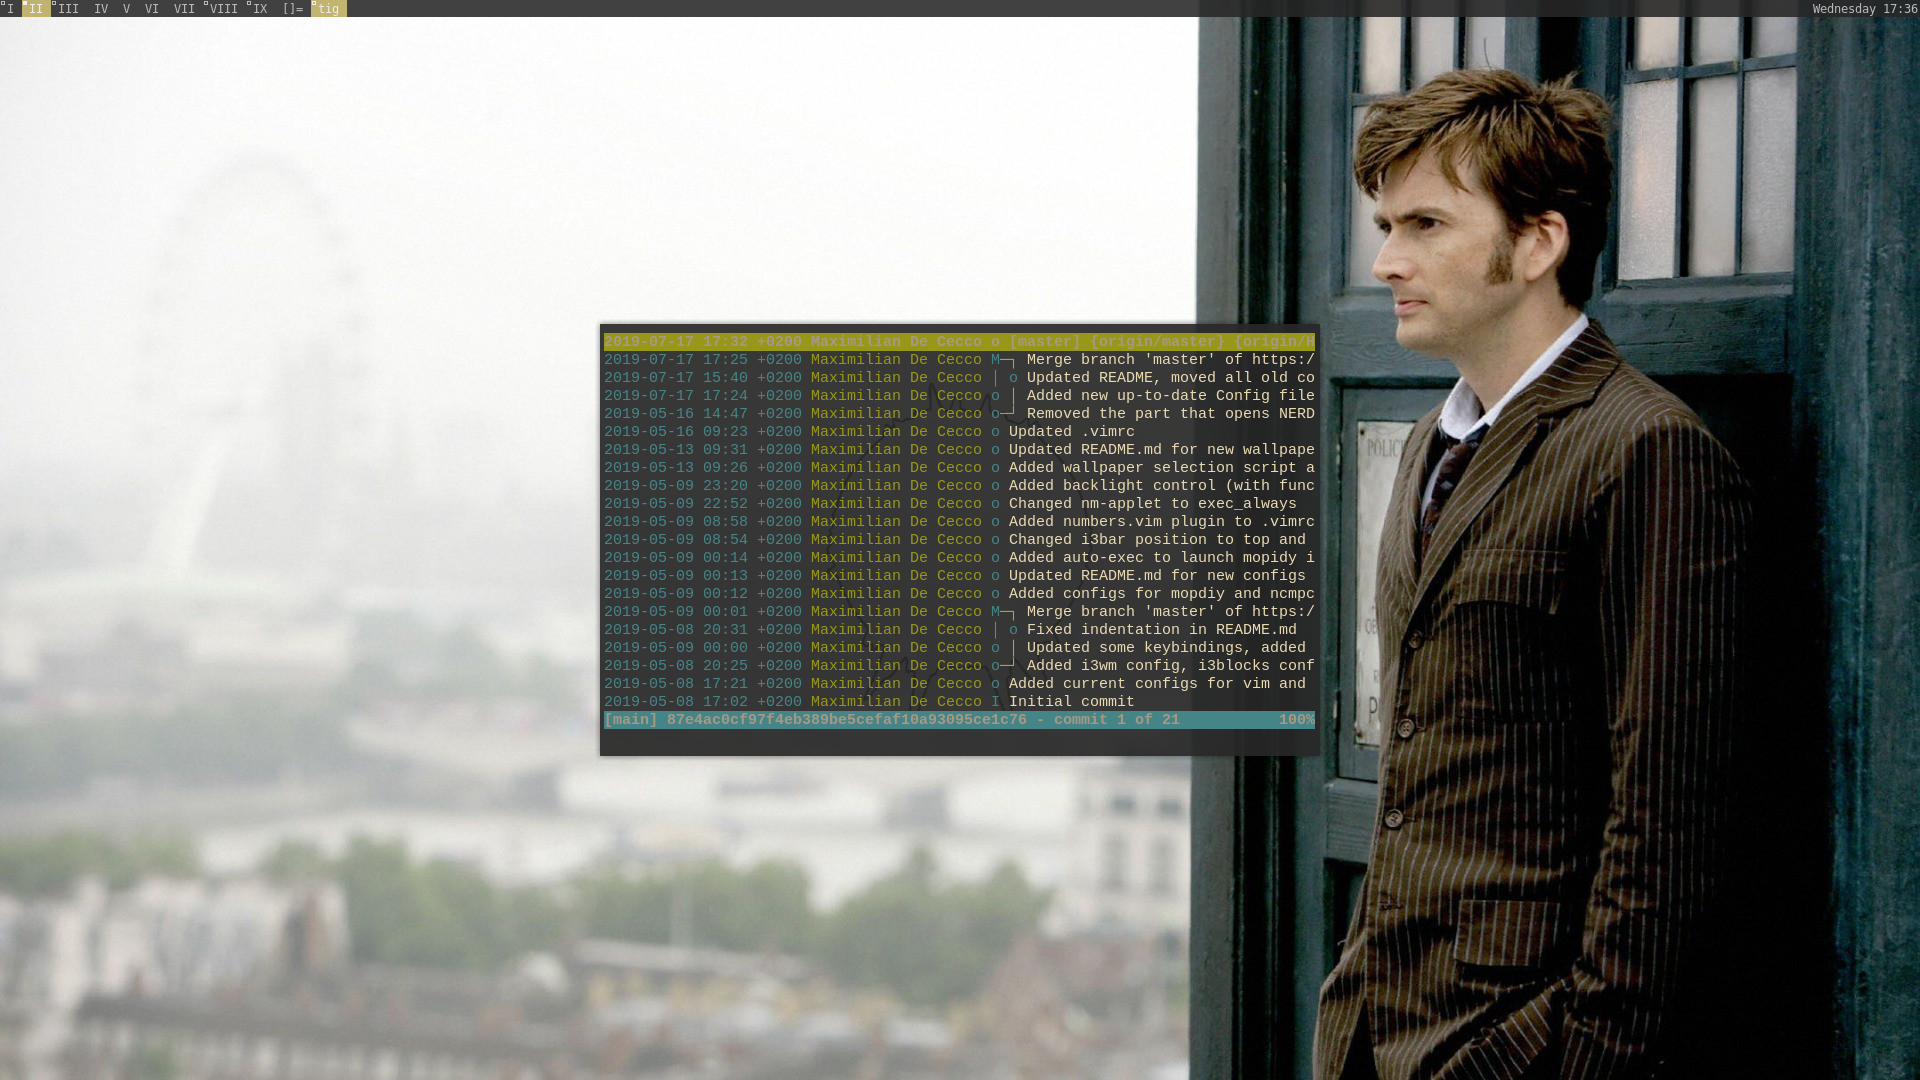 I II III IV V VI VII VIII IX []= tig Wednesday 17:36
2019-07-17 17:32 +0200 Maximilian De Cecco o [master] {origin/master} {origin/H
2019-07-17 17:25 +0200 Maximilian De Cecco M─┐ Merge branch 'master' of https:/
2019-07-17 15:40 +0200 Maximilian De Cecco │ o Updated README, moved all old co
2019-07-17 17:24 +0200 Maximilian De Cecco o │ Added new up-to-date Config file
2019-05-16 14:47 +0200 Maximilian De Cecco o─┘ Removed the part that opens NERD
2019-05-16 09:23 +0200 Maximilian De Cecco o Updated .vimrc
2019-05-13 09:31 +0200 Maximilian De Cecco o Updated README.md for new wallpape
2019-05-13 09:26 +0200 Maximilian De Cecco o Added wallpaper selection script a
2019-05-09 23:20 +0200 Maximilian De Cecco o Added backlight control (with func
2019-05-09 22:52 +0200 Maximilian De Cecco o Changed nm-applet to exec_always
2019-05-09 08:58 +0200 Maximilian De Cecco o Added numbers.vim plugin to .vimrc
2019-05-09 08:54 +0200 Maximilian De Cecco o Changed i3bar position to top and
2019-05-09 00:14 +0200 Maximilian De Cecco o Added auto-exec to launch mopidy i
2019-05-09 00:13 +0200 Maximilian De Cecco o Updated README.md for new configs
2019-05-09 00:12 +0200 Maximilian De Cecco o Added configs for mopdiy and ncmpc
2019-05-09 00:01 +0200 Maximilian De Cecco M─┐ Merge branch 'master' of https:/
2019-05-08 20:31 +0200 Maximilian De Cecco │ o Fixed indentation in README.md
2019-05-09 00:00 +0200 Maximilian De Cecco o │ Updated some keybindings, added
2019-05-08 20:25 +0200 Maximilian De Cecco o─┘ Added i3wm config, i3blocks conf
2019-05-08 17:21 +0200 Maximilian De Cecco o Added current configs for vim and
2019-05-08 17:02 +0200 Maximilian De Cecco I Initial commit
[main] 87e4ac0cf97f4eb389be5cefaf10a93095ce1c76 - commit 1 of 21 100%